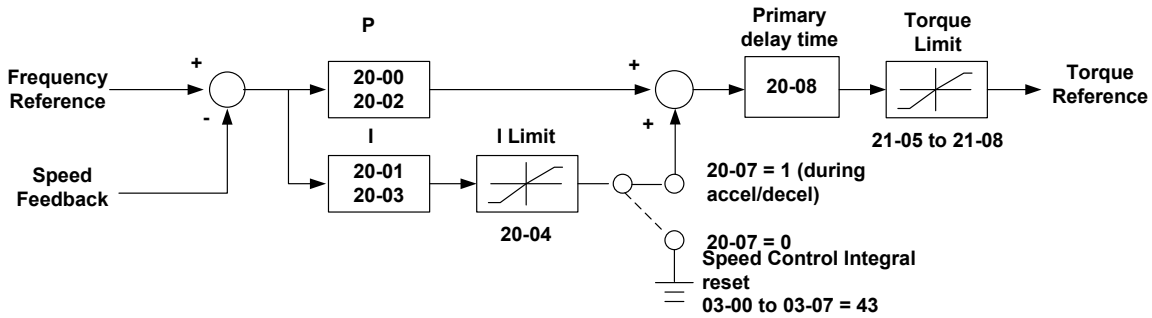 P
Primary
delay time
Torque
Limit
+
+
Frequency
Reference
20-00
20-02
20-08
Torque
Reference
-
+
I
I Limit
21-05 to 21-08
Speed
Feedback
20-01
20-03
20-07 = 1 (during
accel/decel)
20-04
20-07 = 0
Speed Control Integral
reset
03-00 to 03-07 = 43